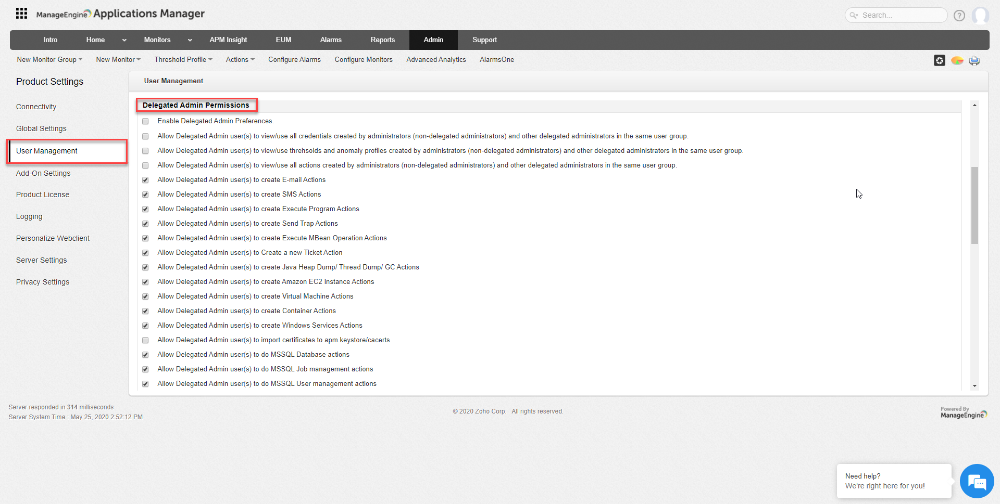 ManageEngine Applications Manager
Search...
?
Intro Home Monitors APM Insight EUM Alarms Reports Admin Support
New Monitor Group New Monitor Threshold Profile Actions Configure Alarms Configure Monitors Advanced Analytics AlarmsOne
Product Settings
Connectivity
Global Settings
User Management
Add-On Settings
Product License
Logging
Personalize Webclient
Server Settings
Privacy Settings
User Management
Delegated Admin Permissions
Enable Delegated Admin Preferences.
Allow Delegated Admin user(s) to view/use all credentials created by administrators (non-delegated administrators) and other delegated administrators in the same user group.
Allow Delegated Admin user(s) to view/use threhsolds and anomaly profiles created by administrators (non-delegated administrators) and other delegated administrators in the same user group.
Allow Delegated Admin user(s) to view/use all actions created by administrators (non-delegated administrators) and other delegated administrators in the same user group.
Allow Delegated Admin user(s) to create E-mail Actions
Allow Delegated Admin user(s) to create SMS Actions
Allow Delegated Admin user(s) to create Execute Program Actions
Allow Delegated Admin user(s) to create Send Trap Actions
Allow Delegated Admin user(s) to create Execute MBean Operation Actions
Allow Delegated Admin user(s) to Create a new Ticket Action
Allow Delegated Admin user(s) to create Java Heap Dump/ Thread Dump/ GC Actions
Allow Delegated Admin user(s) to create Amazon EC2 Instance Actions
Allow Delegated Admin user(s) to create Virtual Machine Actions
Allow Delegated Admin user(s) to create Container Actions
Allow Delegated Admin user(s) to create Windows Services Actions
Allow Delegated Admin user(s) to import certificates to apm.keystore/cacerts
Allow Delegated Admin user(s) to do MSSQL Database actions
Allow Delegated Admin user(s) to do MSSQL Job management actions
Allow Delegated Admin user(s) to do MSSQL User management actions
Server responded in 314 milliseconds
Server System Time : May 25, 2020 2:52:12 PM
© 2020 Zoho Corp. All rights reserved.
Powered By
ManageEngine
Need help?
We're right here for you!